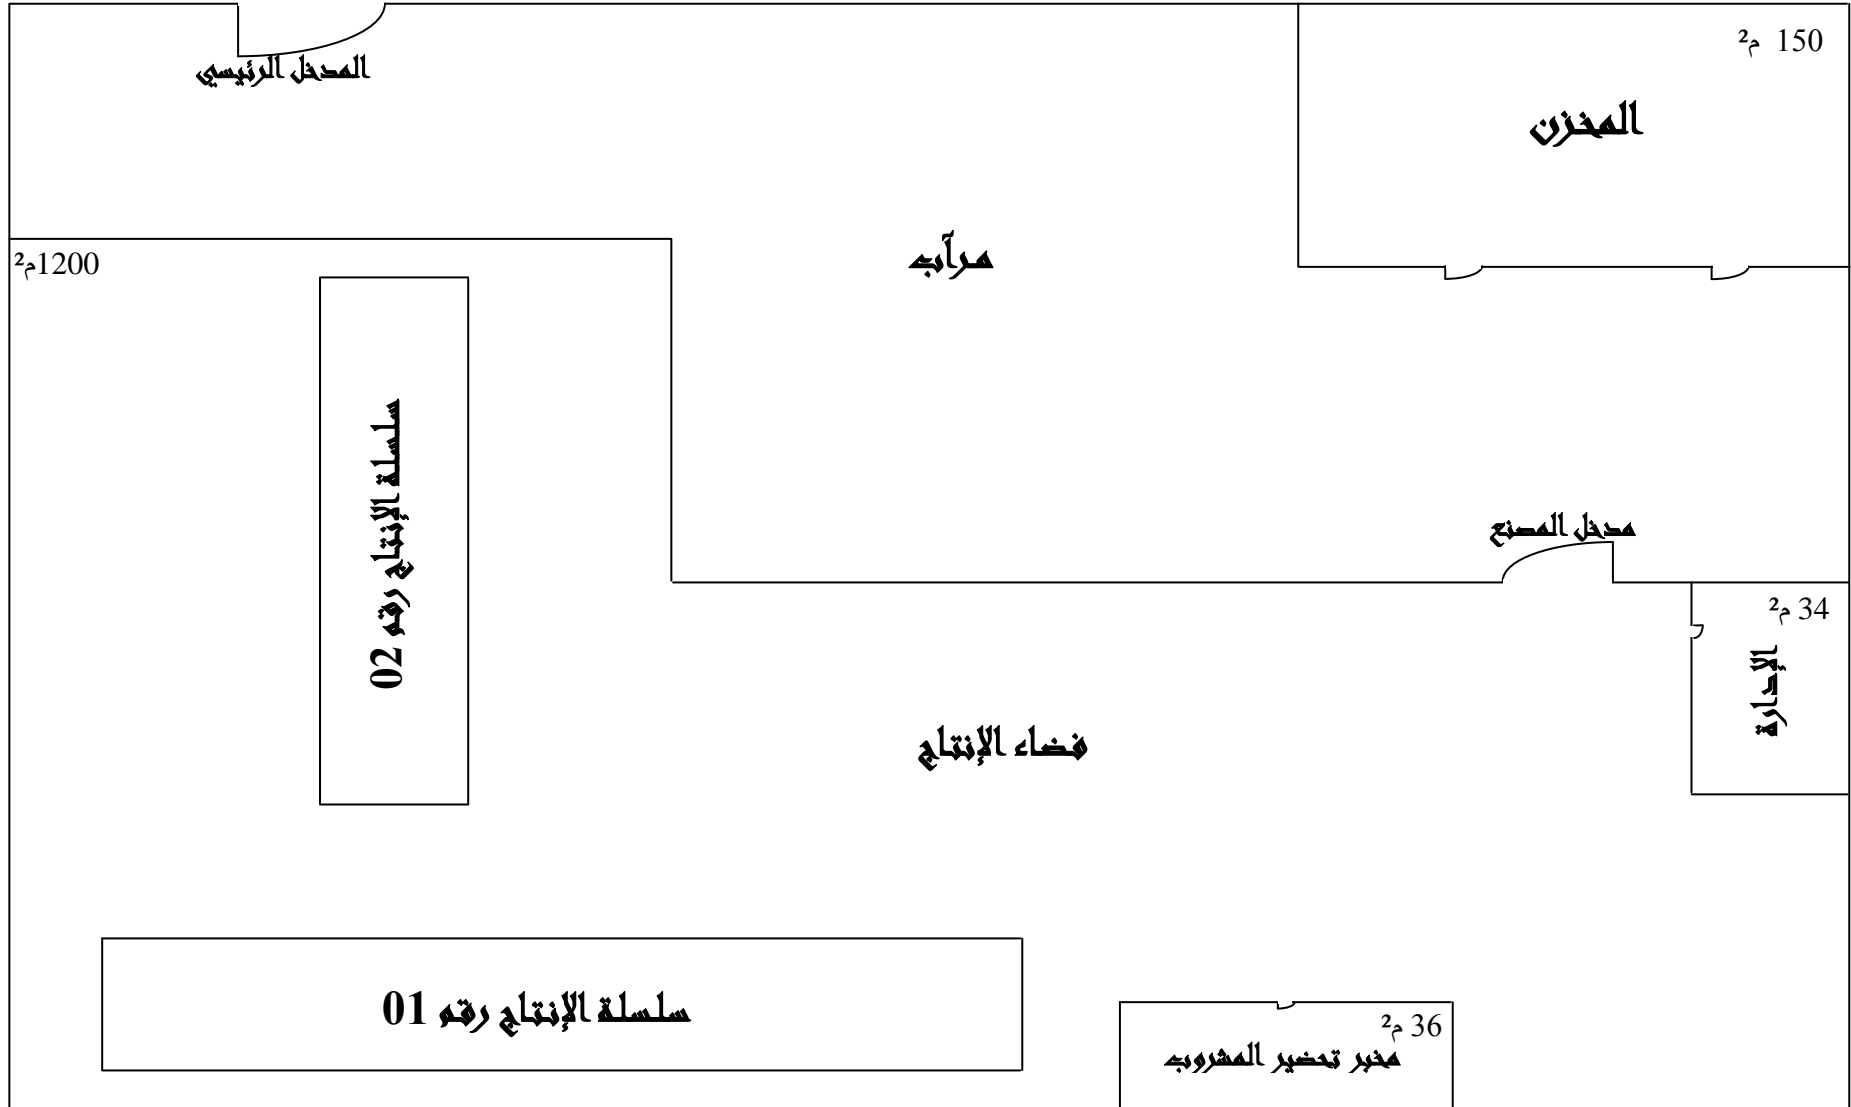 150 م²
المدخل الرئيسي
المخزن
مرآب
1200م²
سلسلة الإنتاج رقم 02
مدخل المصنع
34 م²
الإدارة
فضاء الإنتاج
سلسلة الإنتاج رقم 01
36 م²
مخبر تحضير المشروب